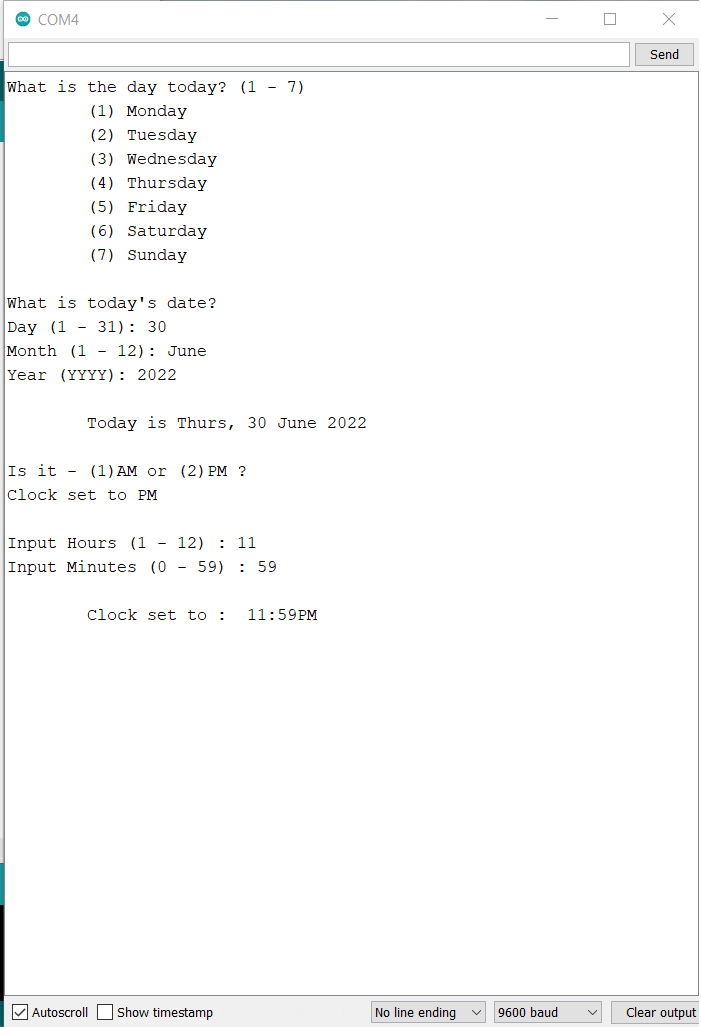 COM4
Send
What is the day today? (1 - 7)
(1) Monday
(2) Tuesday
(3) Wednesday
(4) Thursday
(5) Friday
(6) Saturday
(7) Sunday
What is today's date?
Day (1 - 31): 30
Month (1 - 12): June
Year (YYYY): 2022
Today is Thurs, 30 June 2022
Is it - (1)AM or (2)PM ?
Clock set to PM
Input Hours (1 - 12) : 11
Input Minutes (0 - 59) : 59
Clock set to :  11:59PM
Autoscroll Show timestamp No line ending 9600 baud Clear output